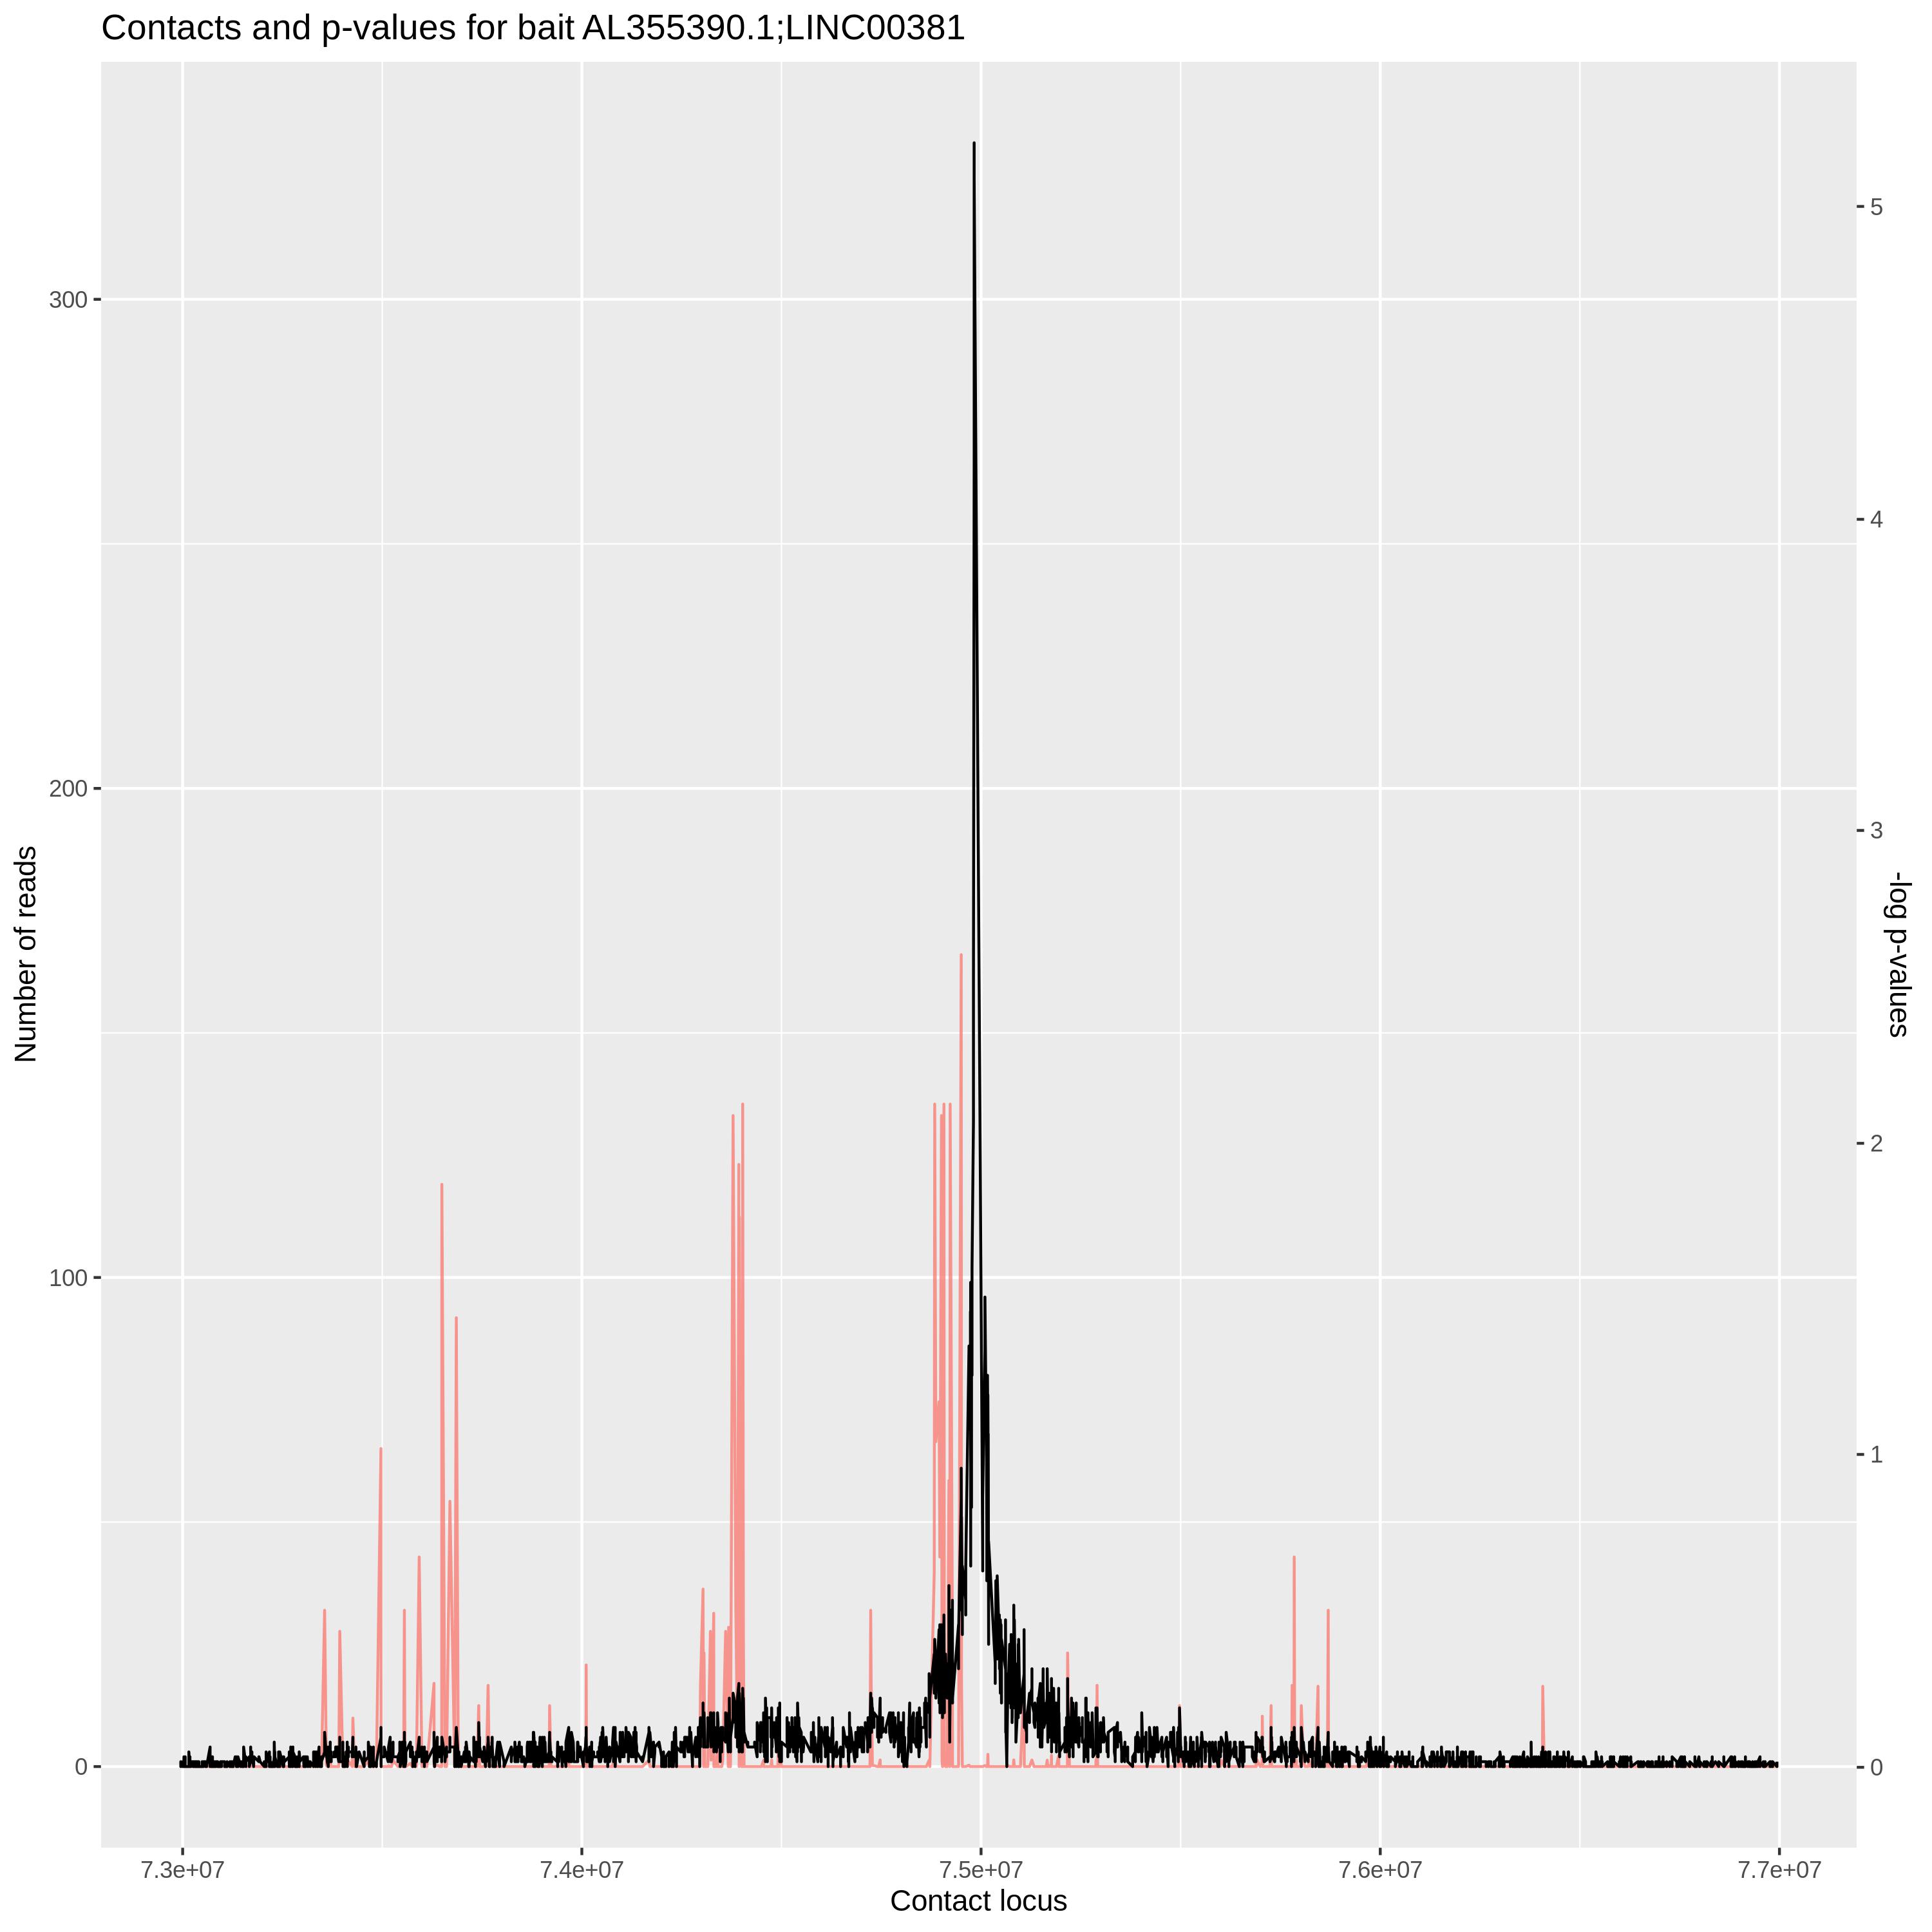 Contacts and p-values for bait AL355390.1;LINC00381
300
200
100
0
Number of reads
5
4
3
2
1
0
-log p-values
7.3e+07
7.4e+07
7.5e+07
7.6e+07
7.7e+07
Contact locus